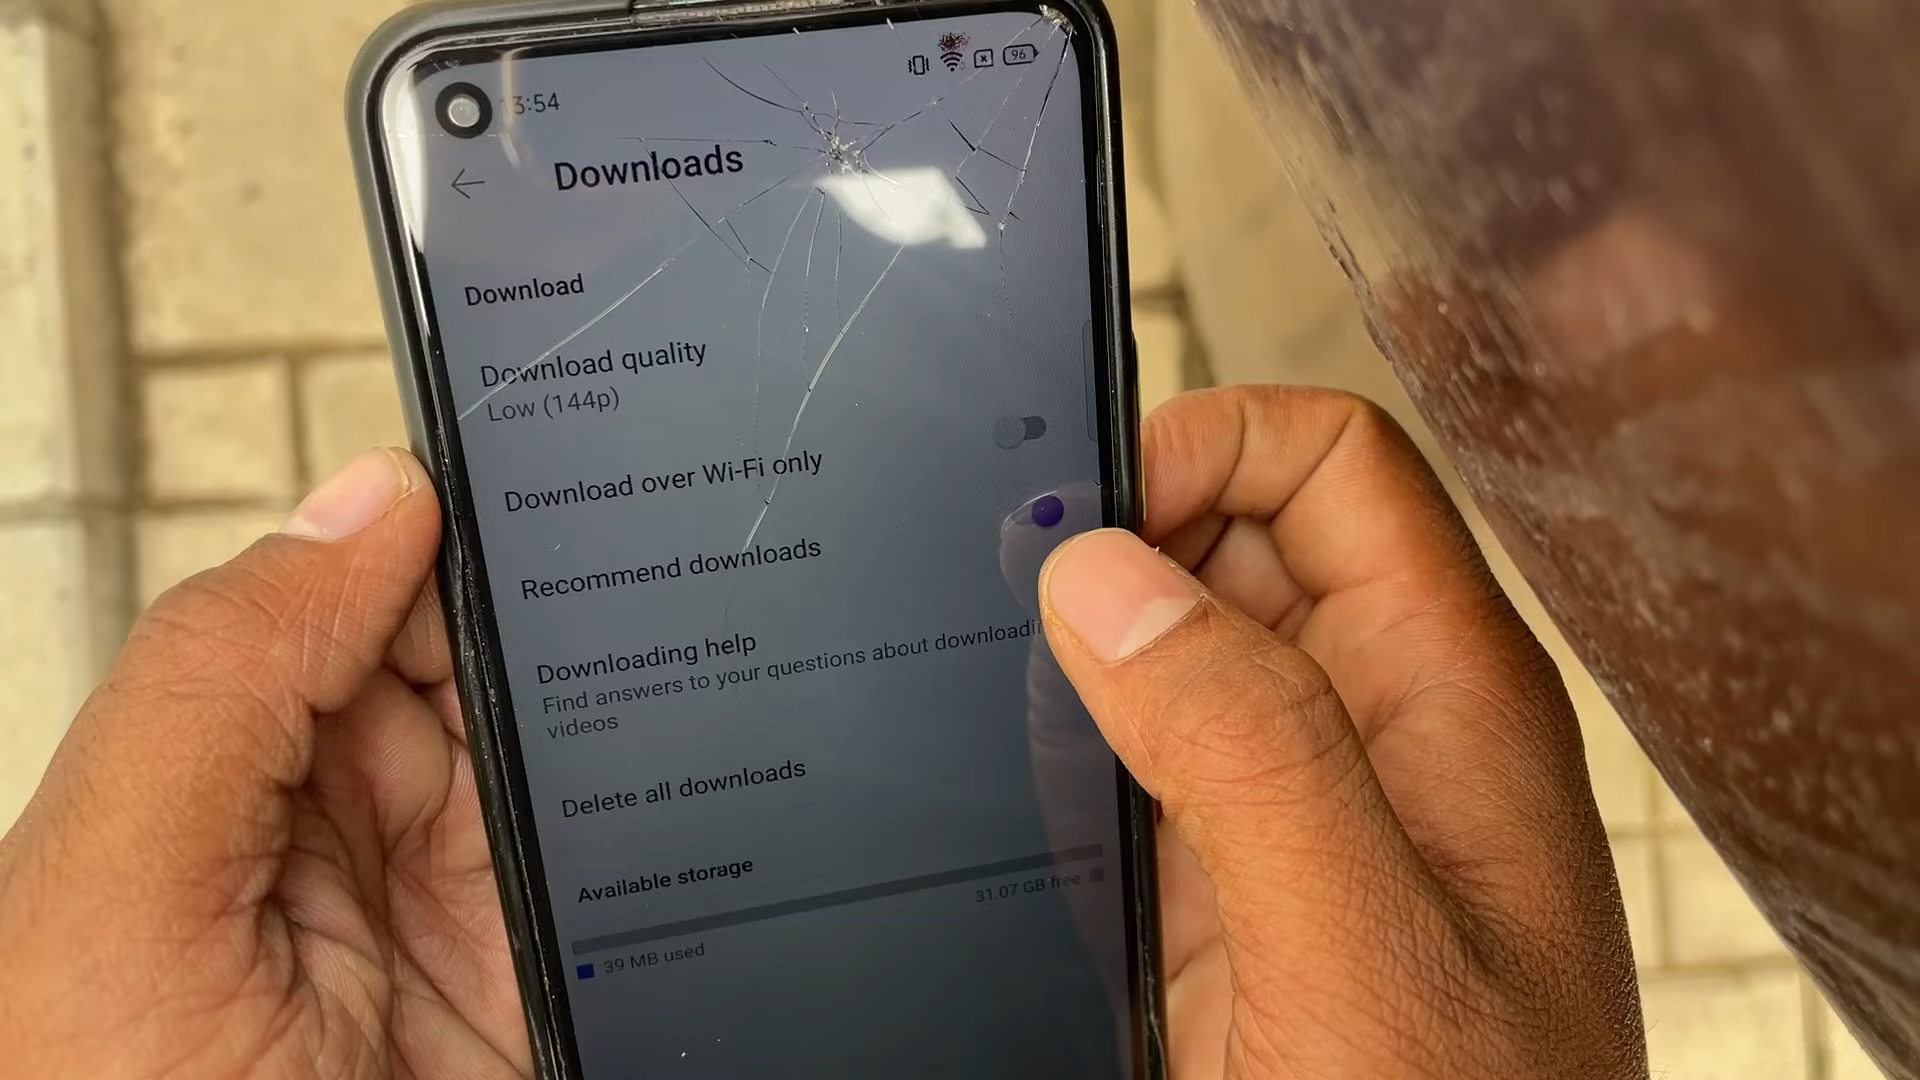 13:54
96
Downloads
Download
Download quality
Low (144p)
Download over Wi-Fi only
Recommend downloads
Downloading help
Find answers to your questions about downloadi
videos
Delete all downloads
Available storage
31.07 GB free
39 MB used